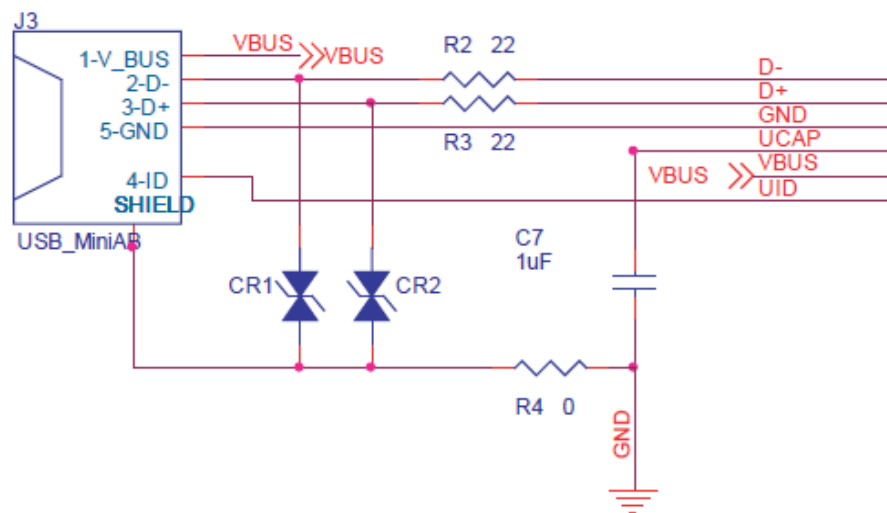 J3
VBUS VBUS
1-V_BUS
2-D-
3-D+
5-GND
4-ID
SHIELD
USB_MiniAB
R2 22
R3 22
D-
D+
GND
UCAP
VBUS VBUS
UID
C7
1uF
CR1
CR2
R4 0
GND